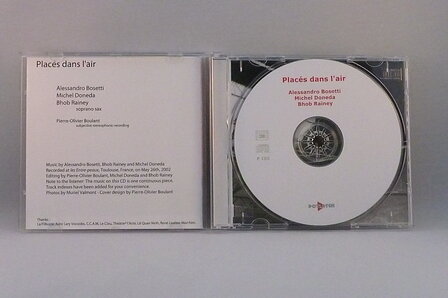 Placés dans l'air
Alessandro Bosetti
Michel Doneda
Bhob Rainey
soprano sax
Pierre-Olivier Boulant
subjective stereophonic recording
Music by Alessandro Bosetti, Bhob Rainey and Michel Doneda
Recorded at les Entre peaux, Toulouse, France, on May 26th, 2002
Editing by Pierre-Olivier Boulant, Michel Doneda and Bhob Rainey
Note to the listener: The music on this CD is one continuous piece.
Track indexes have been added for your convenience.
Photos by Muriel Valmont - Cover design by Pierre-Olivier Boulant
Thanks
Placés dans l'air
Alessandro Bosetti
Michel Doneda
Bhob Rainey